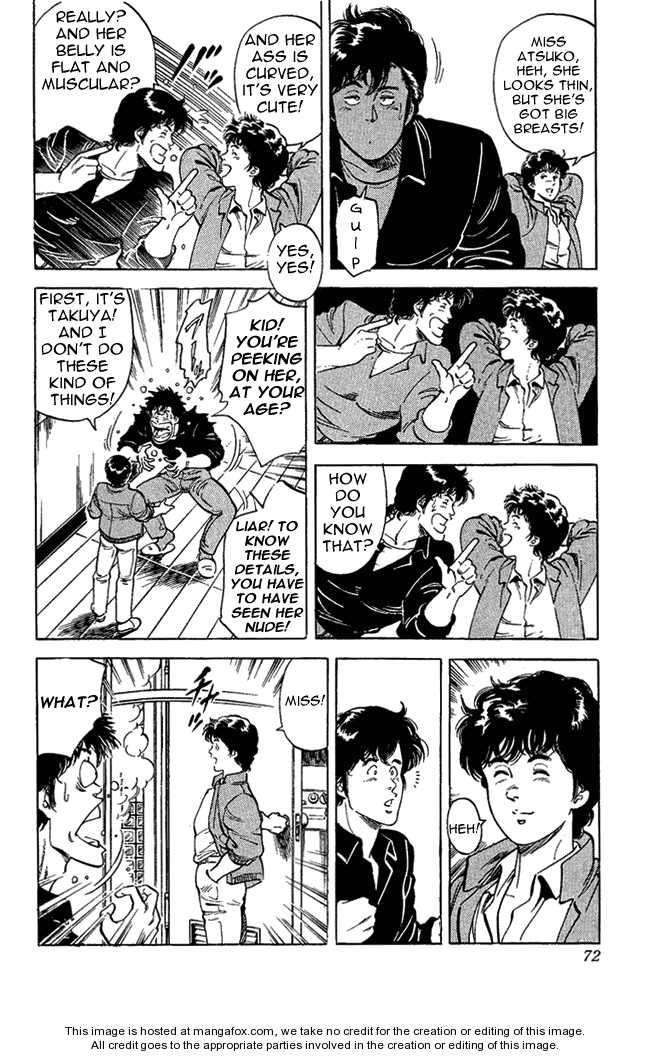 MISS
ATSUKO,
HEH, SHE
LOOKS THIN,
BUT SHE'S
GOT BIG
BREASTS!
GULP
AND HER
ASS IS
CURVED,
IT'S VERY
CUTE!
REALLY?
AND HER
BELLY IS
FLAT AND
MUSCULAR?
YES,
YES!
HOW
DO
YOU
KNOW
THAT?
KID!
YOU'RE
PEEKING
ON HER,
AT YOUR
AGE?
FIRST, IT'S
TAKUYA!
AND I
DON'T DO
THESE
KIND OF
THINGS!
LIAR! TO
KNOW
THESE
DETAILS,
YOU HAVE
TO HAVE
SEEN HER
NUDE!
HEH!
MISS!
WHAT?
72
This image is hosted at mangafox.com, we take no credit for the creation or editing of this image.
All credit goes to the appropriate parties involved in the creation or editing of this image.